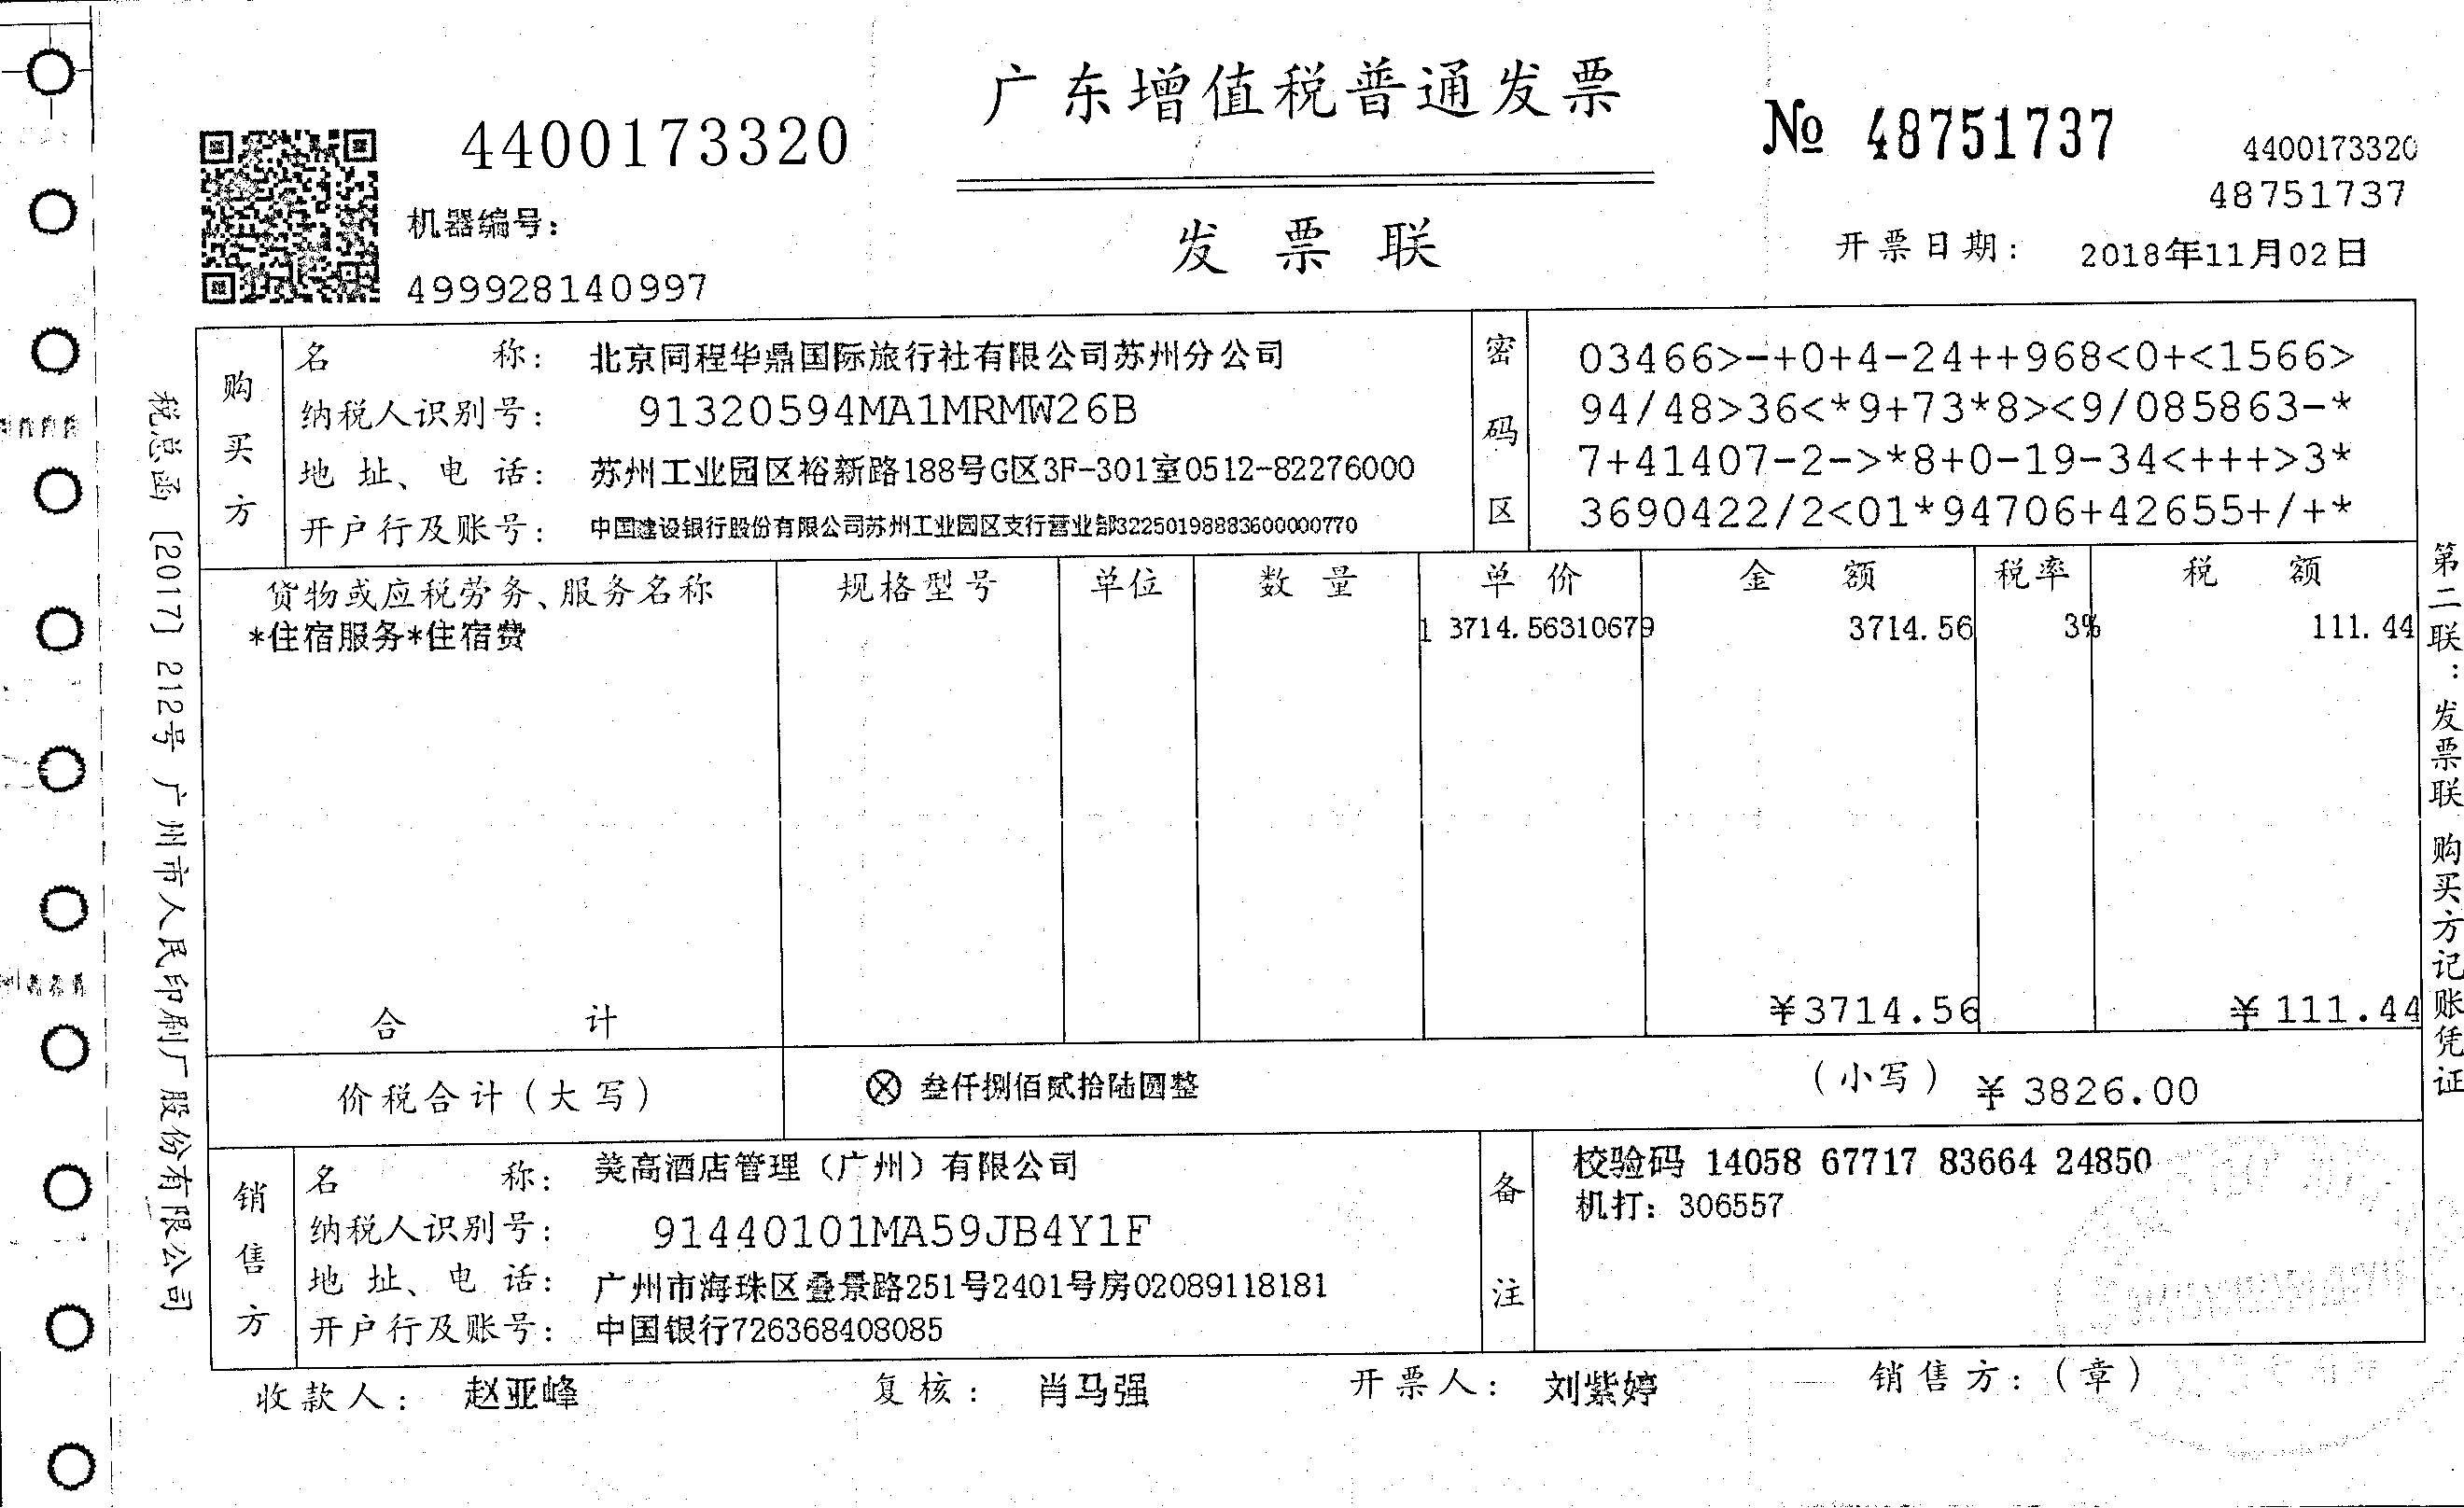 广东增值税普通发票
4400173320
№ 48751737
4400173320
48751737
机器编号:
499928140997
发票联
开票日期: 2018年11月02日
购买方
名称: 北京同程华鼎国际旅行社有限公司苏州分公司
纳税人识别号: 91320594MA1MRMW26B
地址、电话: 苏州工业园区裕新路188号G区3F-301室0512-82276000
开户行及账号: 中国建设银行股份有限公司苏州工业园区支行营业部32250198883600000770
密码区
03466>-+0+4-24++968<0+<1566>
94/48>36<*9+73*8><9/085863-*
7+41407-2->*8+0-19-34<+++>3*
3690422/2<01*94706+42655+/+*
货物或应税劳务、服务名称 规格型号 单位 数量 单价 金额 税率 税额
*住宿服务*住宿费 1 3714.56310679 3714.56 3% 111.44
合计 ¥3714.56 ¥111.44
价税合计(大写) ⊗ 叁仟捌佰贰拾陆圆整 (小写) ¥3826.00
销售方
名称: 美高酒店管理（广州）有限公司
纳税人识别号: 91440101MA59JB4Y1F
地址、电话: 广州市海珠区叠景路251号2401号房02089118181
开户行及账号: 中国银行726368408085
备注
校验码 14058 67717 83664 24850
机打: 306557
收款人: 赵亚峰 复核: 肖马强 开票人: 刘紫婷 销售方:(章)
税总函〔2017〕212号 广州市人民印刷厂股份有限公司
第二联:发票联 购买方记账凭证